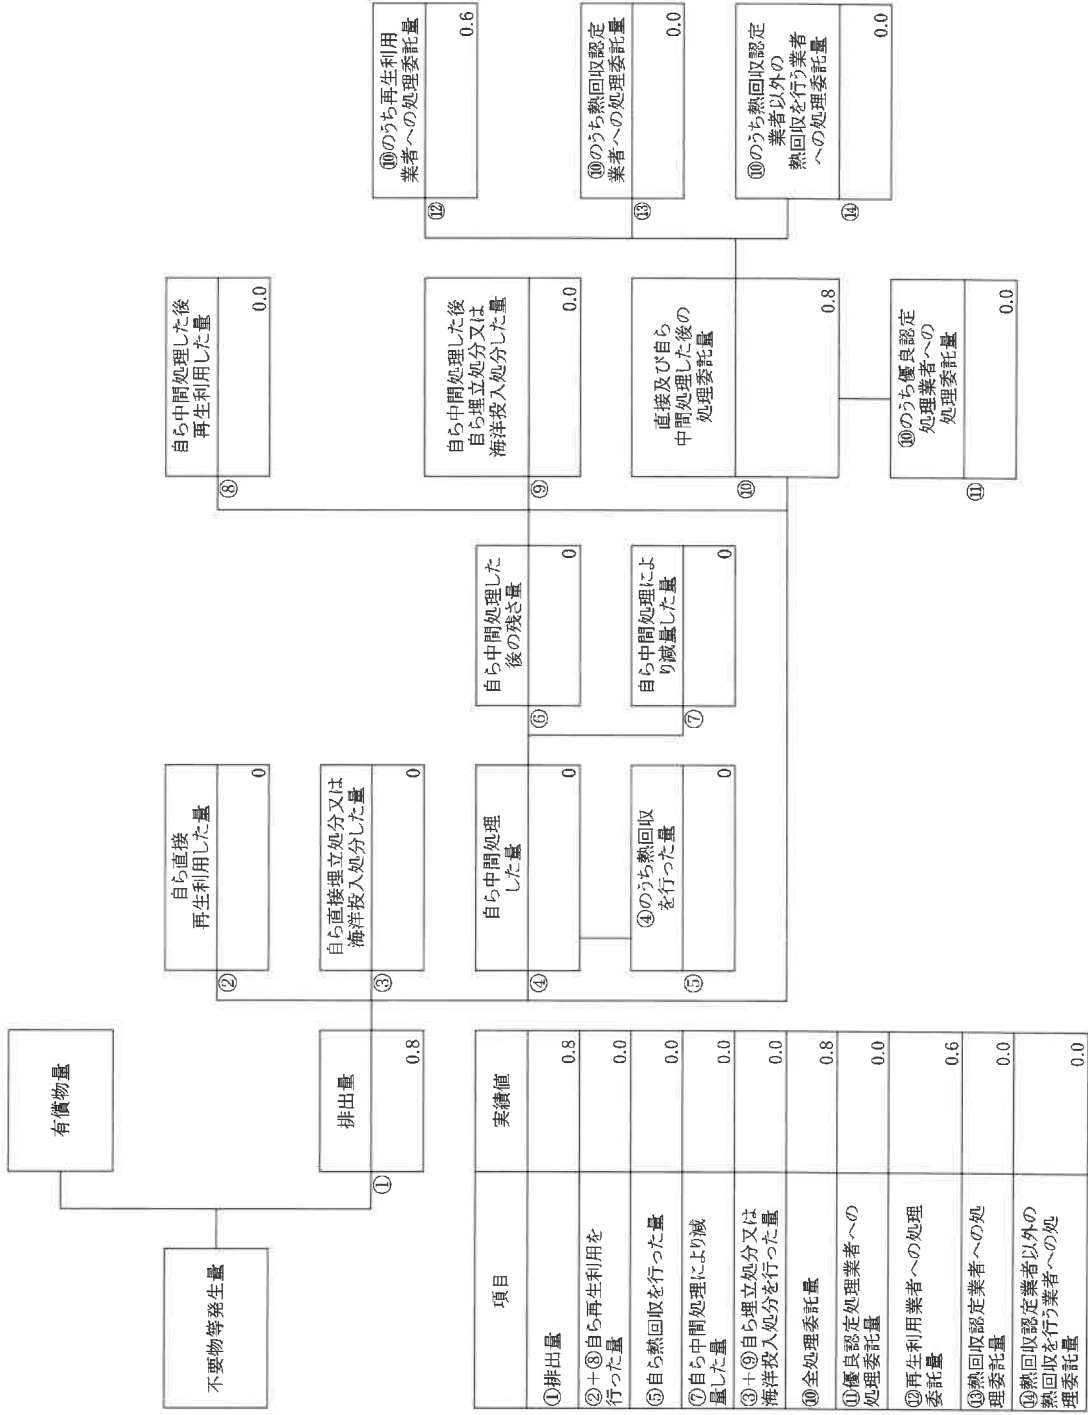 不要物等発生量
有償物量
①
排出量
0.8
②
自ら直接
再生利用した量
0
③
自ら直接埋立処分又は
海洋投入処分した量
0
④
自ら中間処理
した量
0
⑤
④のうち熱回収
を行った量
0
⑥
自ら中間処理した
後の残さ量
0
⑦
自ら中間処理によ
り減量した量
0
⑧
自ら中間処理した後
再生利用した量
0.0
⑨
自ら中間処理した後
自ら埋立処分又は
海洋投入処分した量
0.0
⑩
直接及び自ら
中間処理した後の
処理委託量
0.8
⑪
⑩のうち優良認定
処理業者への
処理委託量
0.0
⑫
⑩のうち再生利用
業者への処理委託量
0.6
⑬
⑩のうち熱回収認定
業者への処理委託量
0.0
⑭
⑩のうち熱回収認定
業者以外の
熱回収を行う業者
への処理委託量
0.0
項目 実績値
①排出量 0.8
②+⑧自ら再生利用を
行った量 0.0
⑤自ら熱回収を行った量 0.0
⑦自ら中間処理により減
量した量 0.0
③+⑨自ら埋立処分又は
海洋投入処分を行った量 0.0
⑩全処理委託量 0.8
⑪優良認定処理業者への
処理委託量 0.0
⑫再生利用業者への処理
委託量 0.6
⑬熱回収認定業者への処
理委託量 0.0
⑭熱回収認定業者以外の
熱回収を行う業者への処
理委託量 0.0